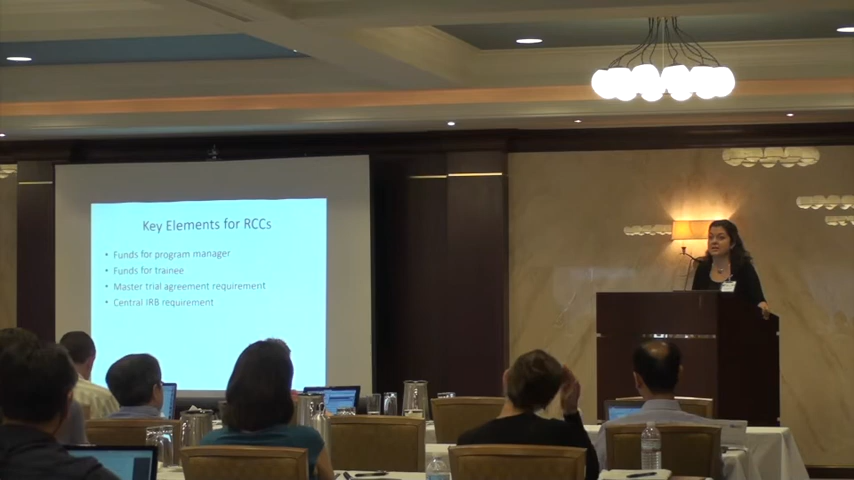 Key Elements for RCCs
• Funds for program manager
• Funds for trainee
• Master trial agreement requirement
• Central IRB requirement